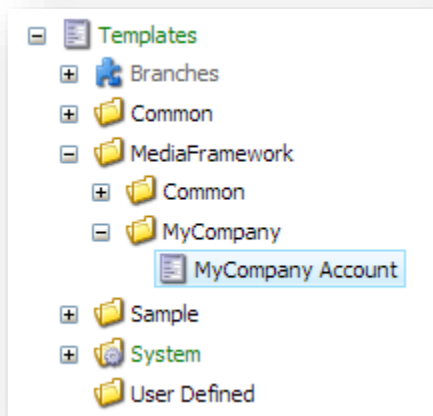 Templates
Branches
Common
MediaFramework
Common
MyCompany
MyCompany Account
Sample
System
User Defined